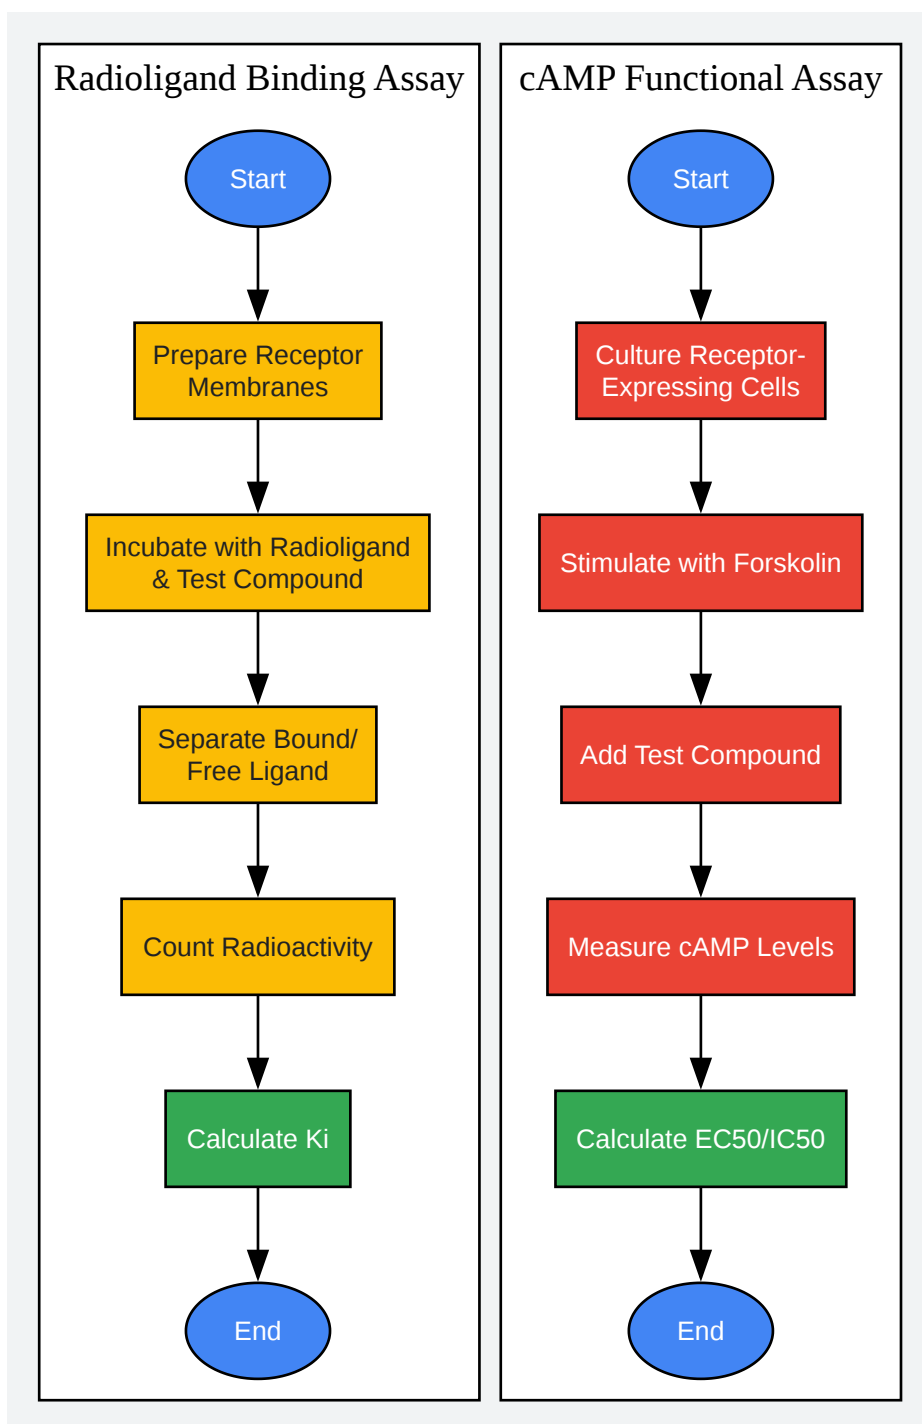 Radioligand Binding Assay
Start
Prepare Receptor
Membranes
Incubate with Radioligand
& Test Compound
Separate Bound/
Free Ligand
Count Radioactivity
Calculate Ki
End
cAMP Functional Assay
Start
Culture Receptor-
Expressing Cells
Stimulate with Forskolin
Add Test Compound
Measure cAMP Levels
Calculate EC50/IC50
End